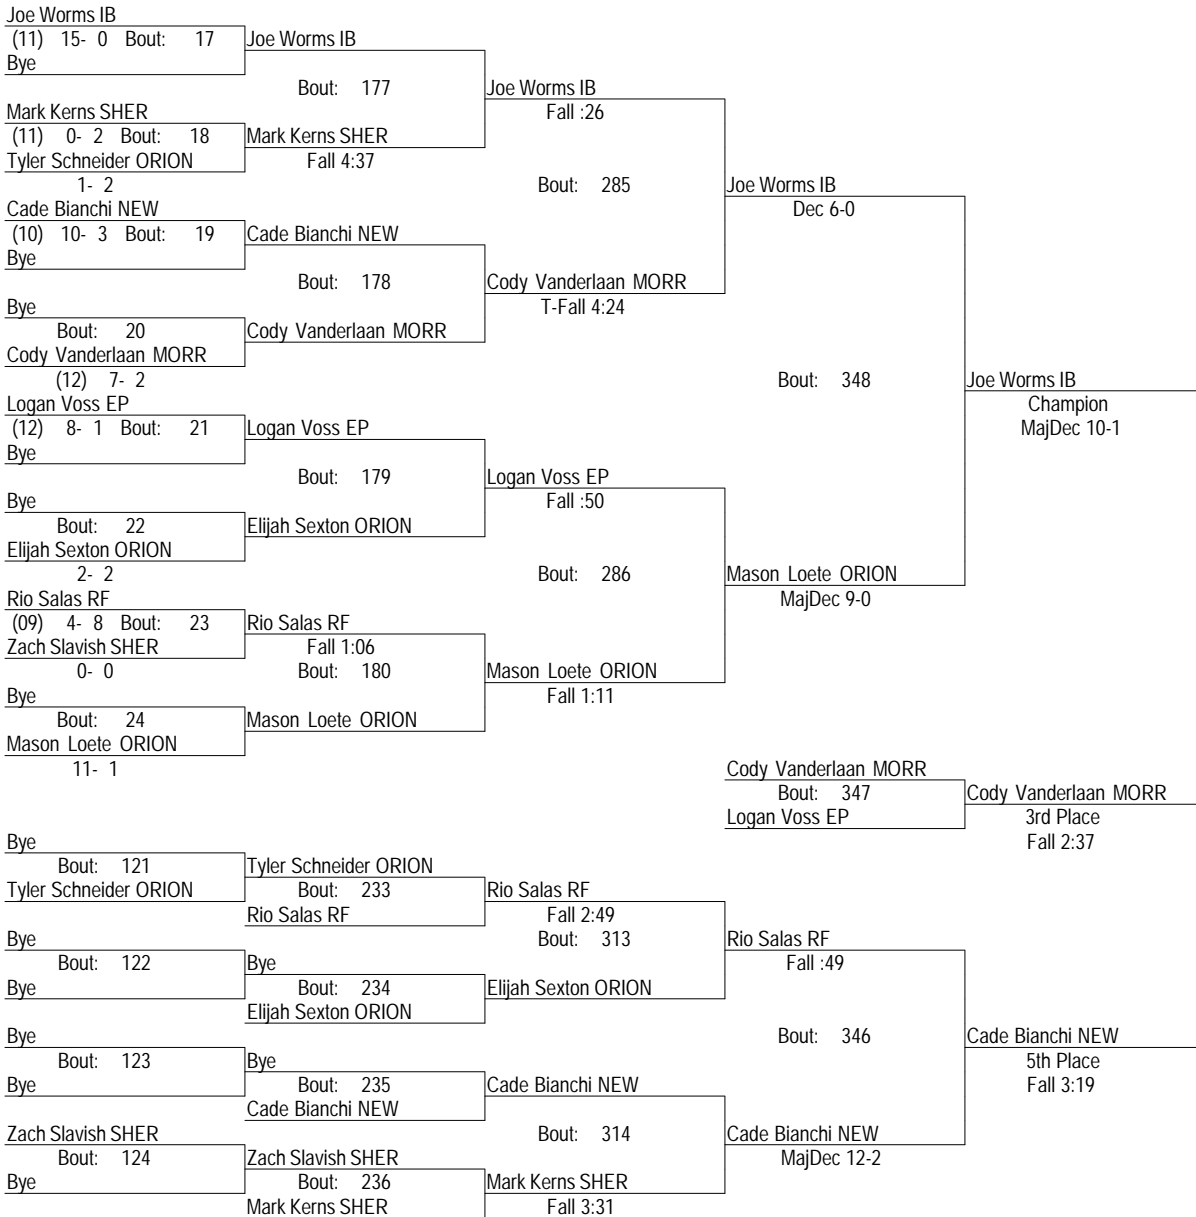 Joe Worms IB
(11) 15- 0 Bout: 17 Joe Worms IB
Bye
Bout: 177 Joe Worms IB
Mark Kerns SHER Fall :26
(11) 0- 2 Bout: 18 Mark Kerns SHER
Tyler Schneider ORION Fall 4:37
1- 2 Bout: 285 Joe Worms IB
Cade Bianchi NEW Dec 6-0
(10) 10- 3 Bout: 19 Cade Bianchi NEW
Bye
Bout: 178 Cody Vanderlaan MORR
Bye T-Fall 4:24
Bout: 20 Cody Vanderlaan MORR
Cody Vanderlaan MORR
(12) 7- 2 Bout: 348 Joe Worms IB
Logan Voss EP Champion
(12) 8- 1 Bout: 21 Logan Voss EP MajDec 10-1
Bye
Bout: 179 Logan Voss EP
Bye Fall :50
Bout: 22 Elijah Sexton ORION
Elijah Sexton ORION
2- 2 Bout: 286 Mason Loete ORION
Rio Salas RF MajDec 9-0
(09) 4- 8 Bout: 23 Rio Salas RF
Zach Slavish SHER Fall 1:06
0- 0 Bout: 180 Mason Loete ORION
Bye Fall 1:11
Bout: 24 Mason Loete ORION
Mason Loete ORION
11- 1 Cody Vanderlaan MORR
Bout: 347 Cody Vanderlaan MORR
Logan Voss EP 3rd Place
Bye Fall 2:37
Bout: 121 Tyler Schneider ORION
Tyler Schneider ORION Bout: 233 Rio Salas RF
Rio Salas RF Fall 2:49
Bye Bout: 313 Rio Salas RF
Bout: 122 Bye Fall :49
Bye Bout: 234 Elijah Sexton ORION
Elijah Sexton ORION
Bye Bout: 346 Cade Bianchi NEW
Bout: 123 Bye 5th Place
Bye Bout: 235 Cade Bianchi NEW Fall 3:19
Cade Bianchi NEW
Zach Slavish SHER Bout: 314 Cade Bianchi NEW
Bout: 124 Zach Slavish SHER MajDec 12-2
Bye Bout: 236 Mark Kerns SHER
Mark Kerns SHER Fall 3:31